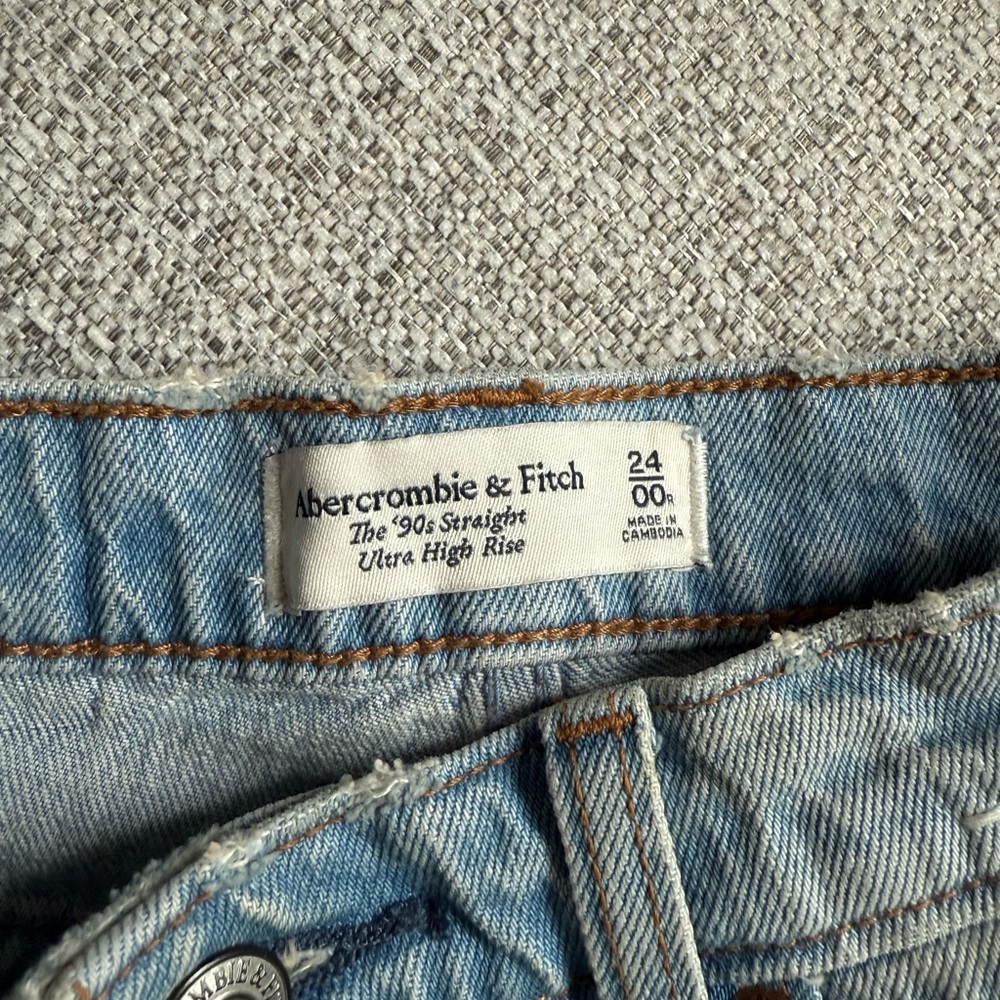 Abercrombie & Fitch
The '90s Straight
Ultra High Rise
24
00R
MADE IN
CAMBODIA